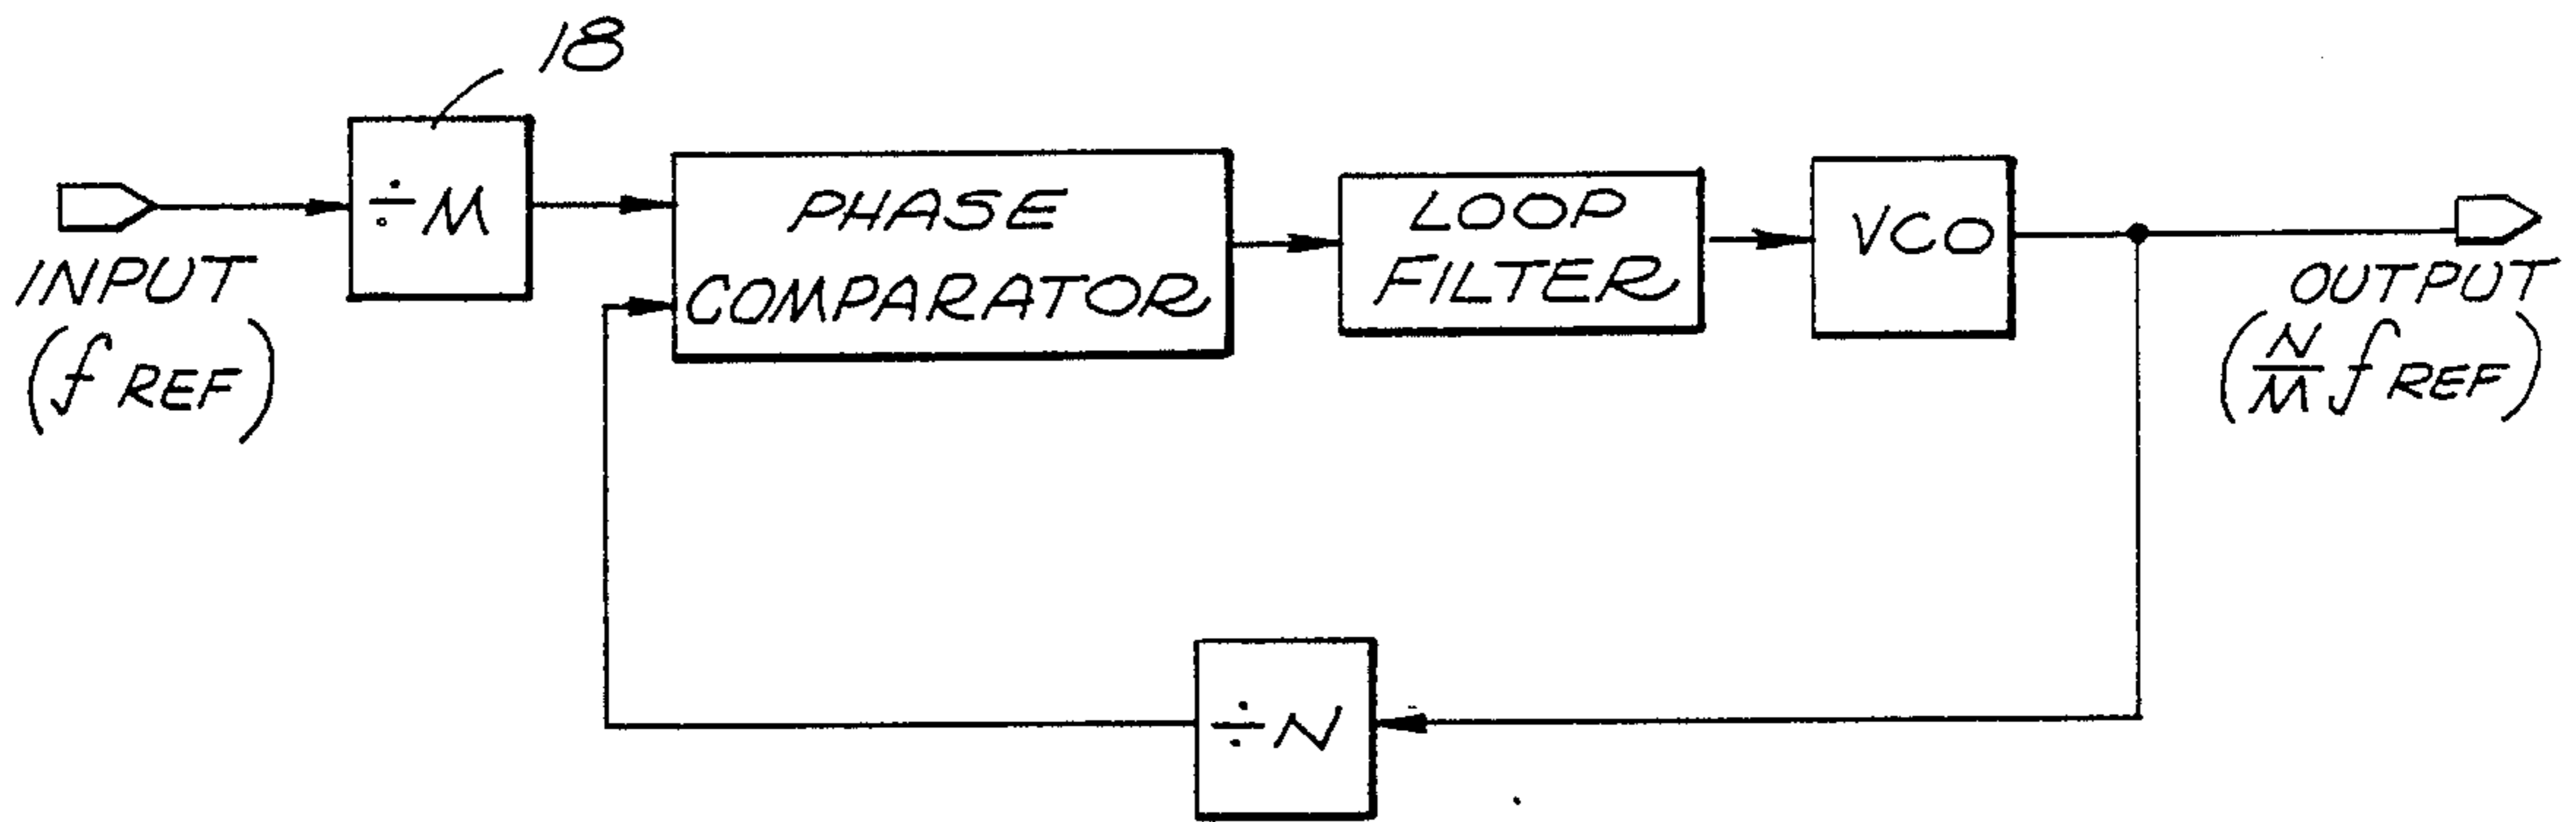 18
÷M
PHASE
COMPARATOR
LOOP
FILTER
VCO
INPUT
(f REF)
OUTPUT
(N/M f REF)
÷N